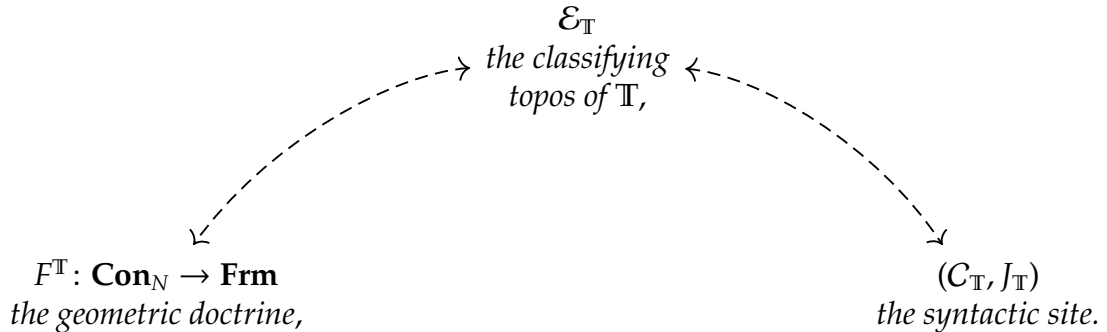 ℰ_𝕋
the classifying
topos of 𝕋,
F^𝕋: Con_N → Frm
the geometric doctrine,
(𝒞_𝕋, J_𝕋)
the syntactic site.